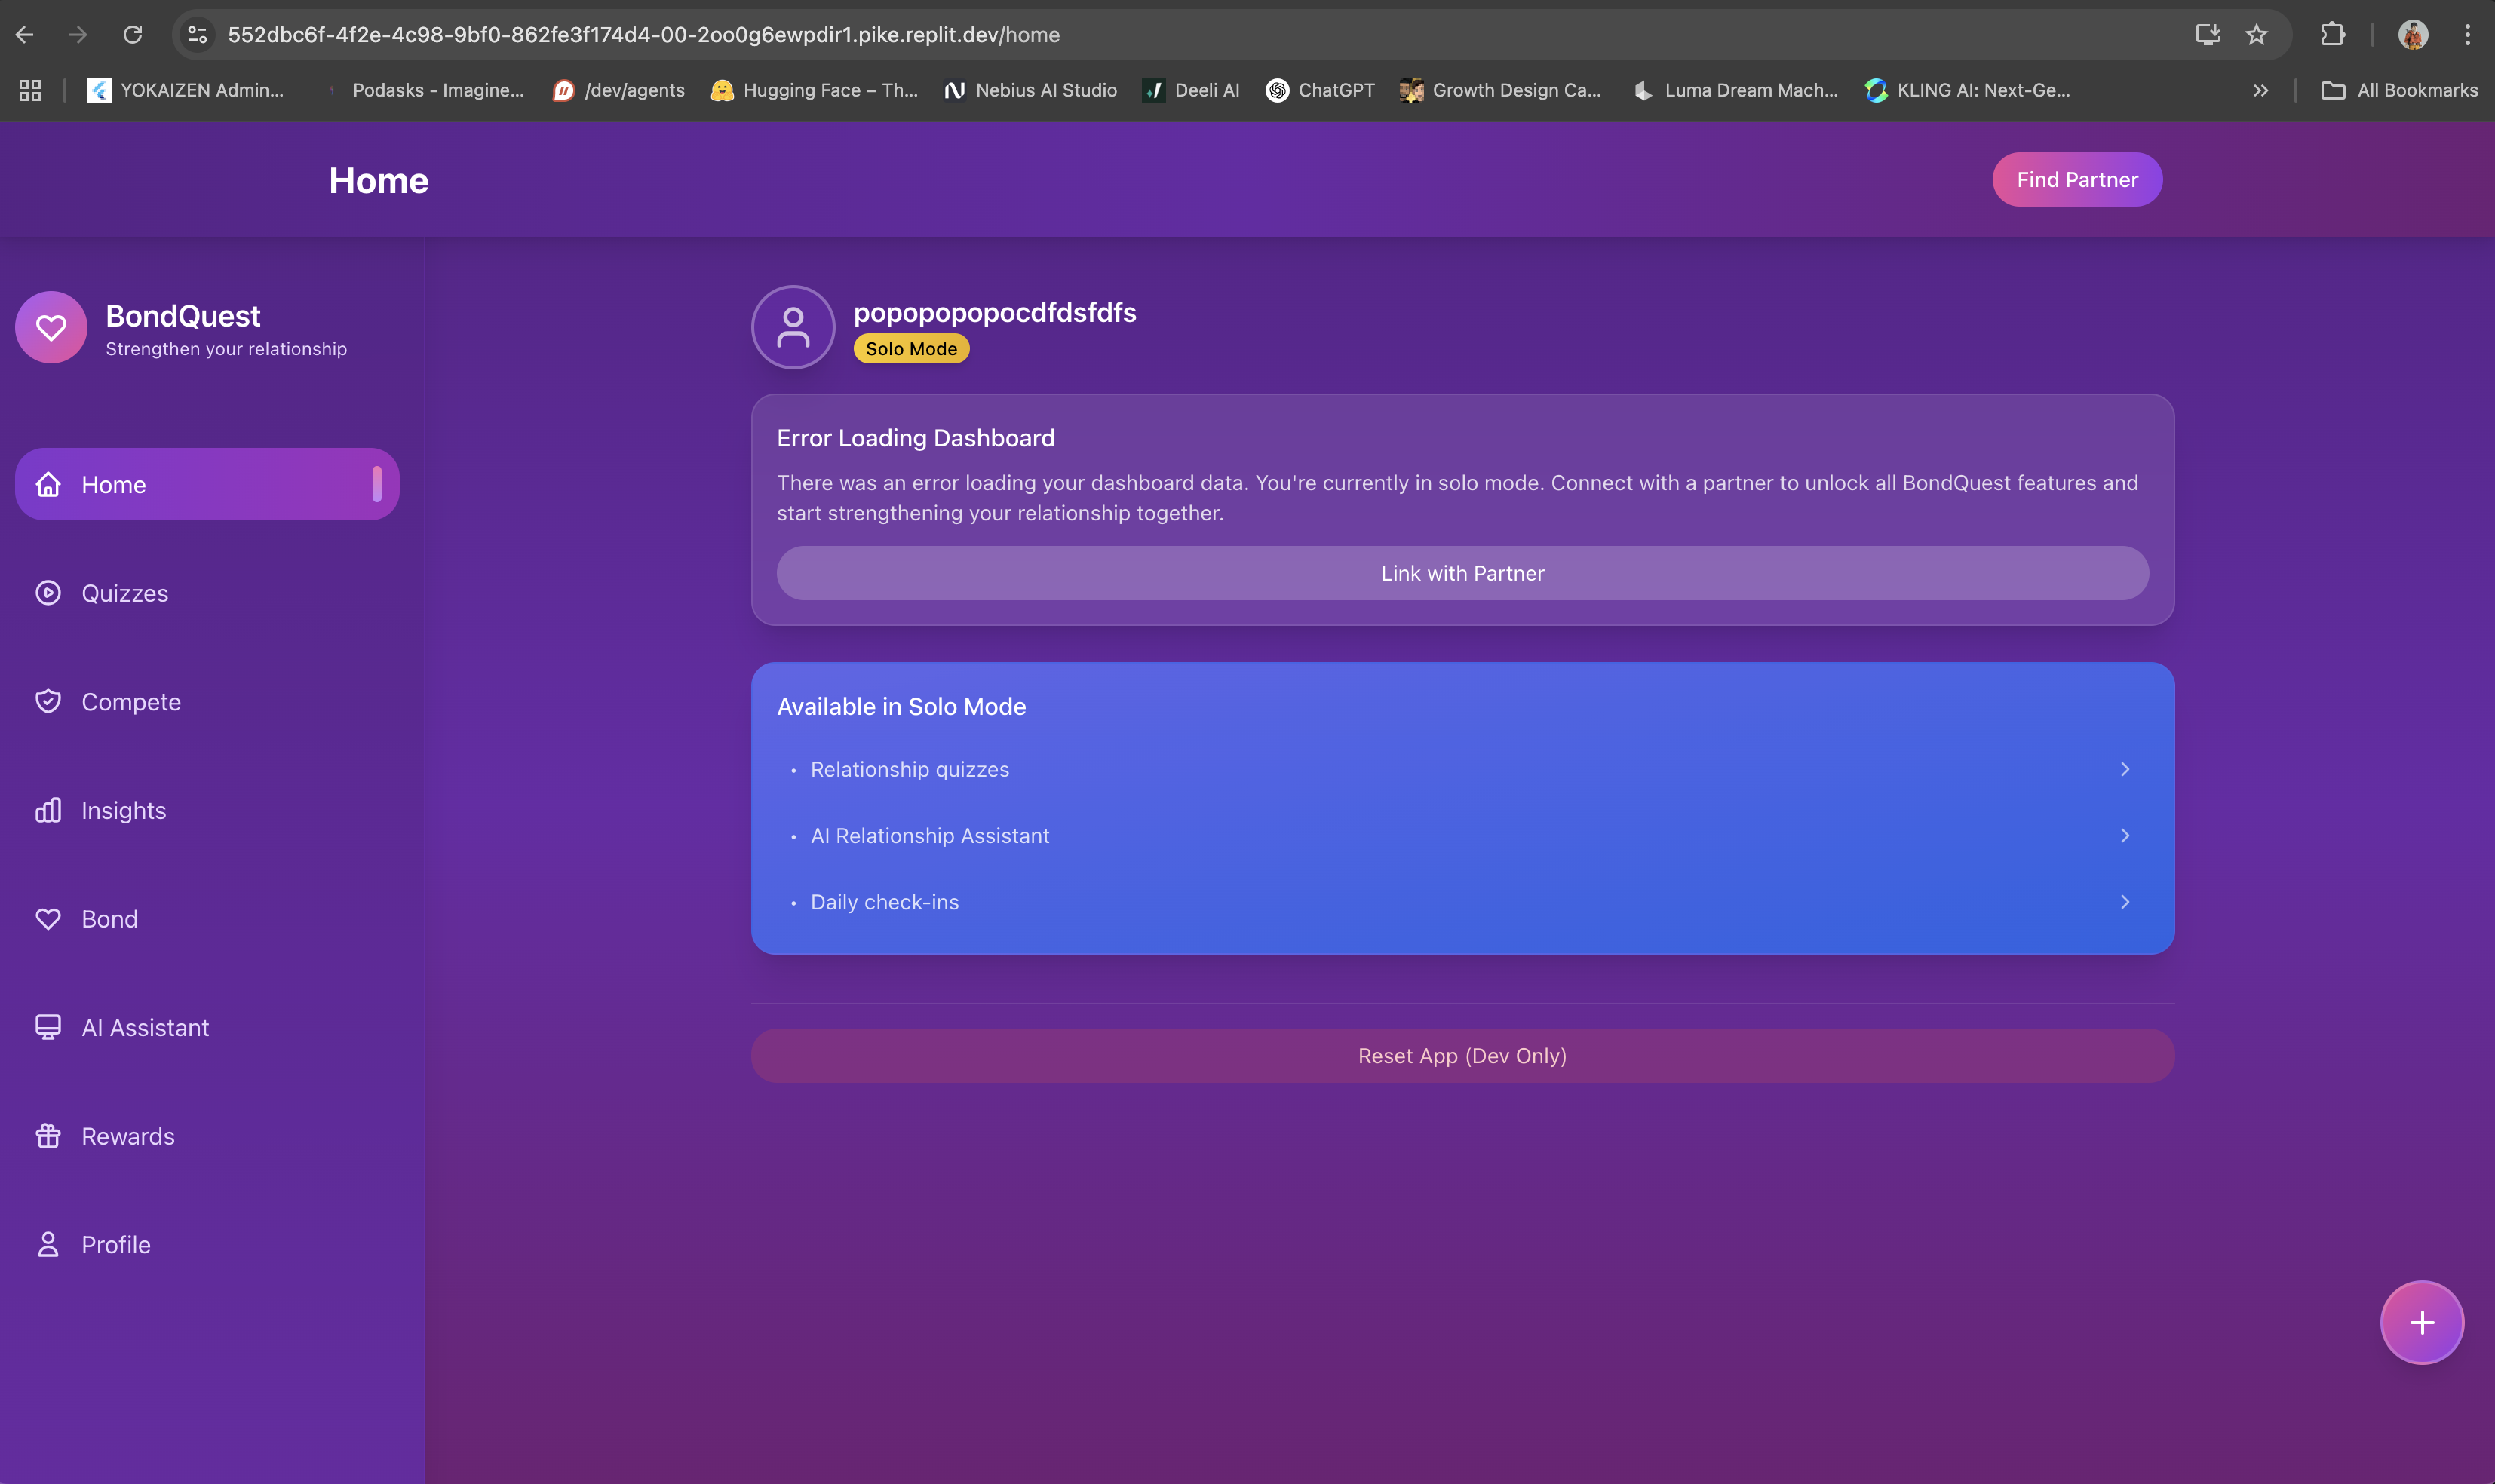 552dbc6f-4f2e-4c98-9bf0-862fe3f174d4-00-2oo0g6ewpdir1.pike.replit.dev/home
YOKAIZEN Admin...
Podasks - Imagine...
/dev/agents
Hugging Face – Th...
Nebius AI Studio
Deeli AI
ChatGPT
Growth Design Ca...
Luma Dream Mach...
KLING AI: Next-Ge...
All Bookmarks
Home
Find Partner
BondQuest
Strengthen your relationship
Home
Quizzes
Compete
Insights
Bond
AI Assistant
Rewards
Profile
popopopopocdfdsfdfs
Solo Mode
Error Loading Dashboard
There was an error loading your dashboard data. You're currently in solo mode. Connect with a partner to unlock all BondQuest features and
start strengthening your relationship together.
Link with Partner
Available in Solo Mode
• Relationship quizzes
• AI Relationship Assistant
• Daily check-ins
Reset App (Dev Only)